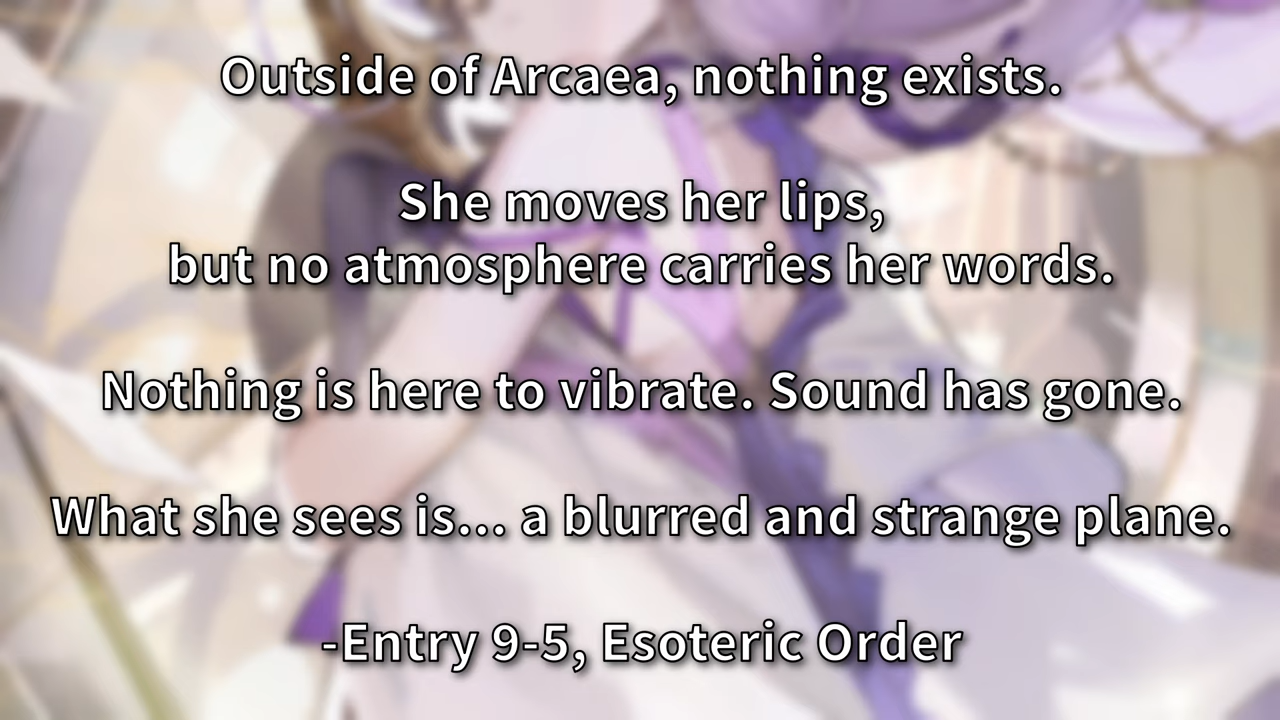 Outside of Arcaea, nothing exists.
She moves her lips,
but no atmosphere carries her words.
Nothing is here to vibrate. Sound has gone.
What she sees is... a blurred and strange plane.
-Entry 9-5, Esoteric Order